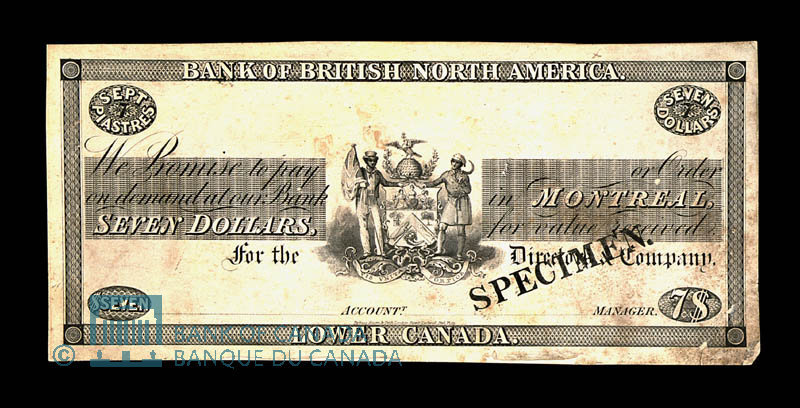 BANK OF BRITISH NORTH AMERICA.
SEPT 7 PIASTRES
SEVEN 7 DOLLARS
We Promise to pay or Order
on demand at our Bank in MONTREAL,
SEVEN DOLLARS, for value received
For the Directors & Company.
SPECIMEN.
SEVEN ACCOUNT.T MANAGER. 7$
LOWER CANADA.
© BANK OF CANADA
BANQUE DU CANADA